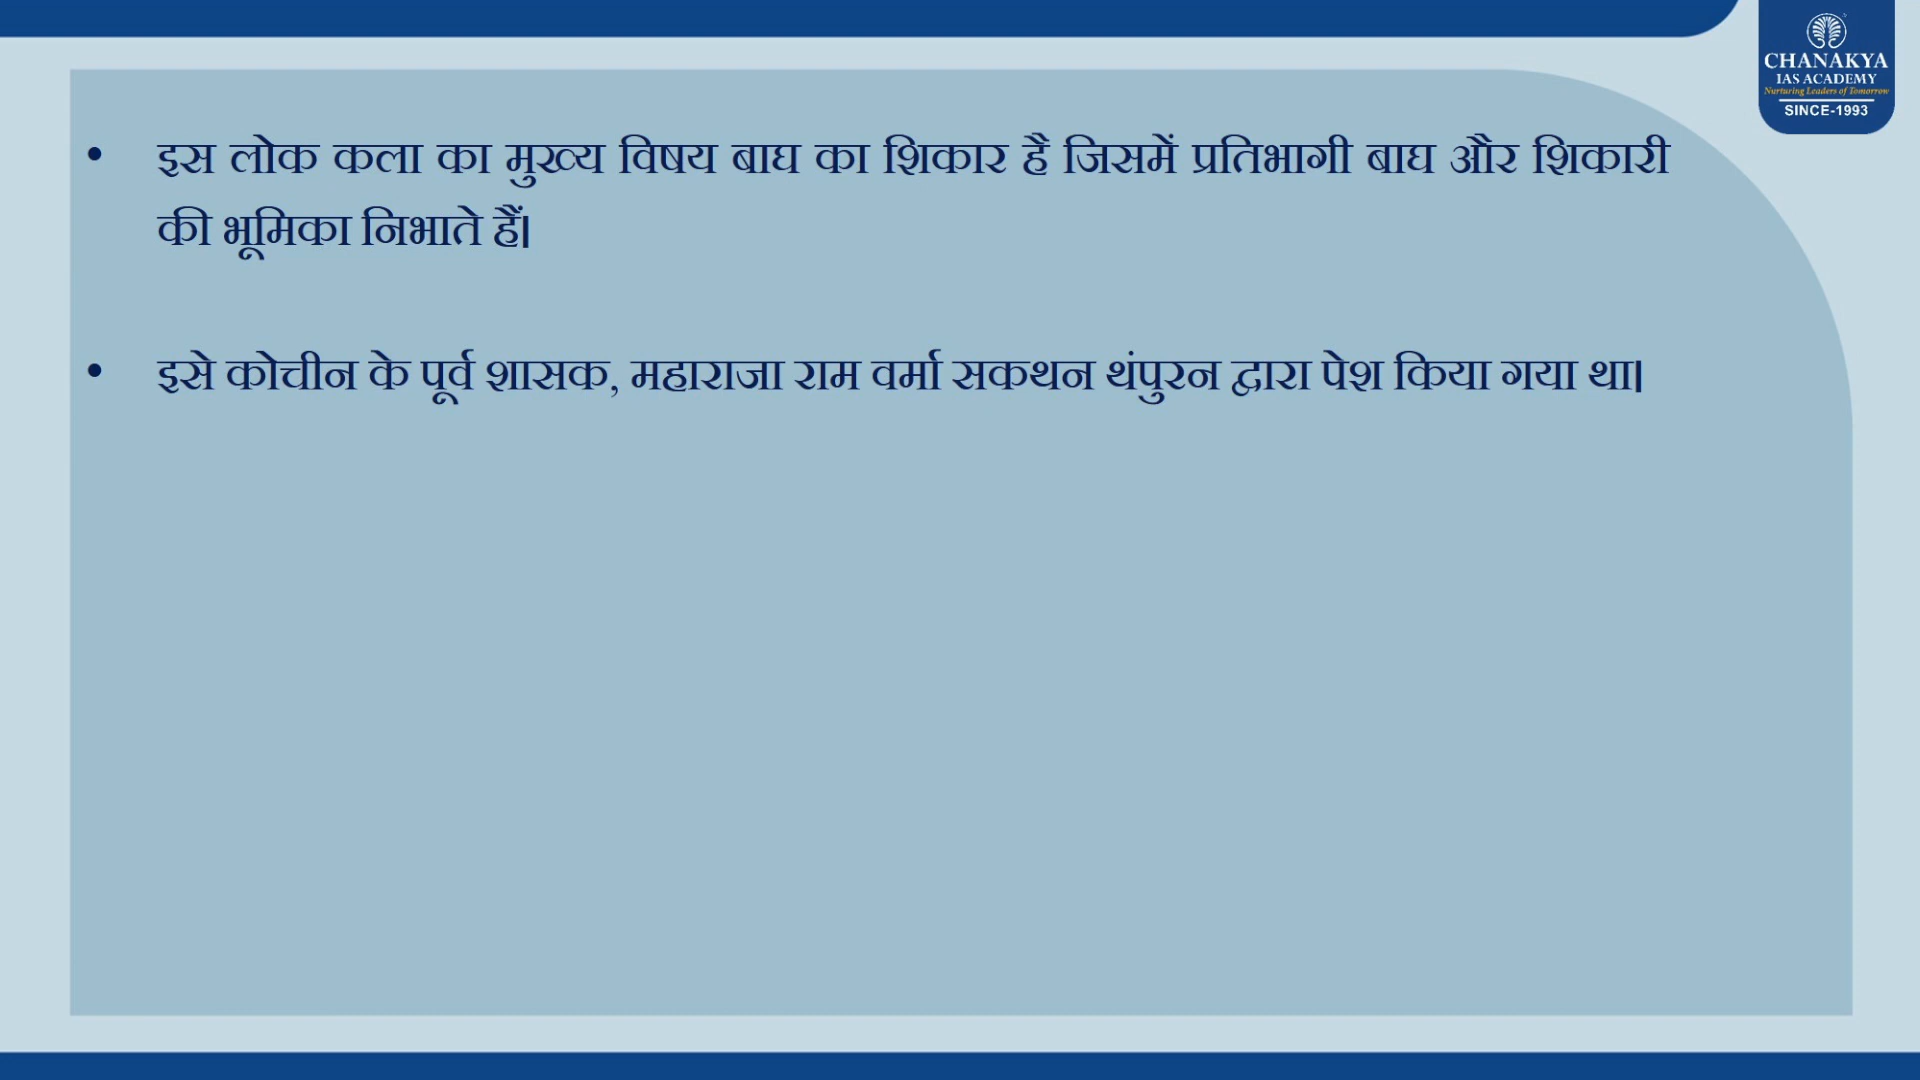 CHANAKYA
IAS ACADEMY
Nurturing Leaders of Tomorrow
SINCE-1993
• इस लोक कला का मुख्य विषय बाघ का शिकार है जिसमें प्रतिभागी बाघ और शिकारी
की भूमिका निभाते हैं।
• इसे कोचीन के पूर्व शासक, महाराजा राम वर्मा सकथन थंपुरन द्वारा पेश किया गया था।